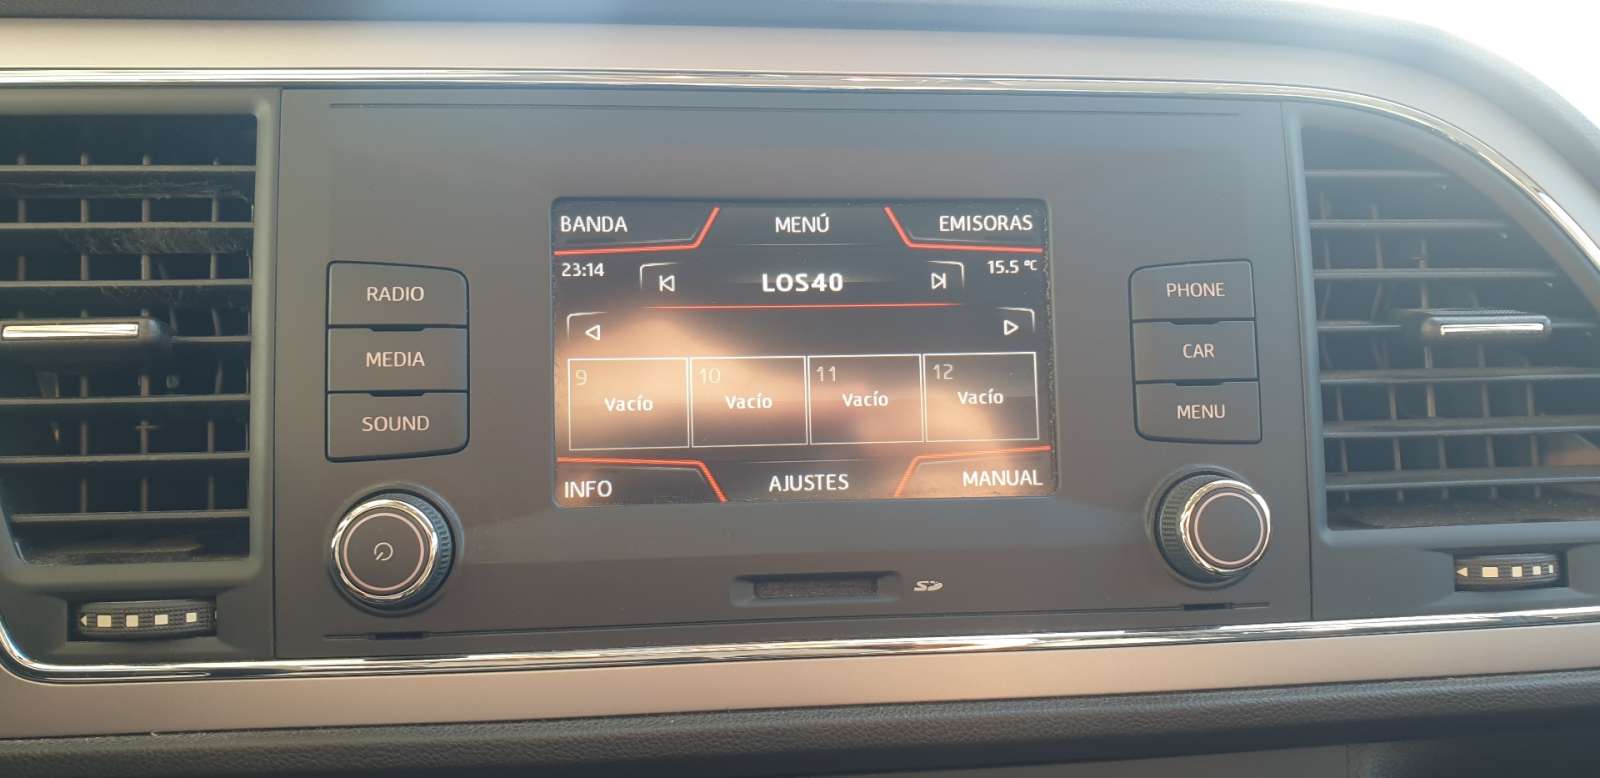 BANDA MENÚ EMISORAS
23:14 LOS40 15.5 °C
9 10 11 12
Vacío Vacío Vacío Vacío
INFO AJUSTES MANUAL
RADIO
MEDIA
SOUND
PHONE
CAR
MENU
SD